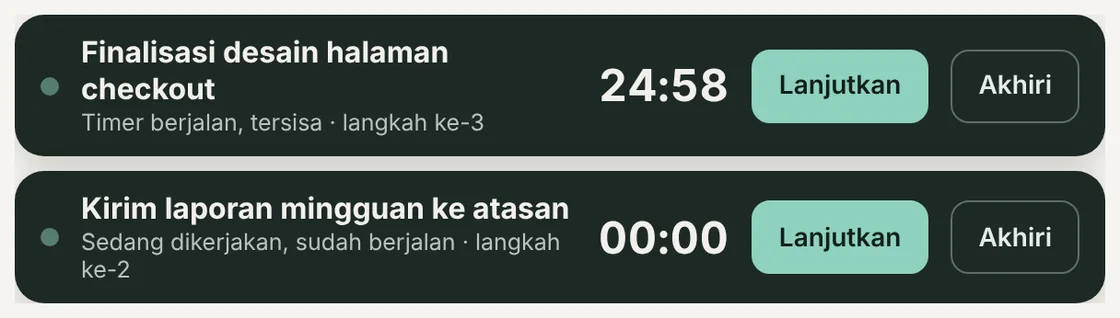 Finalisasi desain halaman
checkout
Timer berjalan, tersisa · langkah ke-3
24:58
Lanjutkan
Akhiri
Kirim laporan mingguan ke atasan
Sedang dikerjakan, sudah berjalan · langkah
ke-2
00:00
Lanjutkan
Akhiri